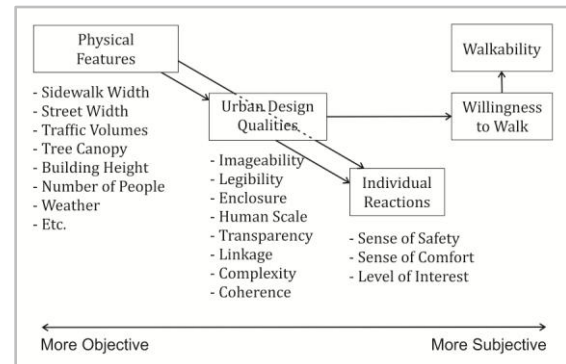 Physical
Features
- Sidewalk Width
- Street Width
- Traffic Volumes
- Tree Canopy
- Building Height
- Number of People
- Weather
- Etc.
Urban Design
Qualities
- Imageability
- Legibility
- Enclosure
- Human Scale
- Transparency
- Linkage
- Complexity
- Coherence
Individual
Reactions
- Sense of Safety
- Sense of Comfort
- Level of Interest
Walkability
Willingness
to Walk
More Objective
More Subjective